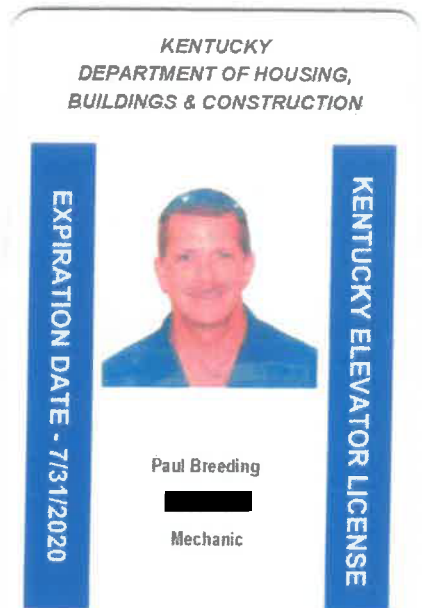 KENTUCKY
DEPARTMENT OF HOUSING,
BUILDINGS & CONSTRUCTION
EXPIRATION DATE - 7/31/2020
KENTUCKY ELEVATOR LICENSE
Paul Breeding
Mechanic